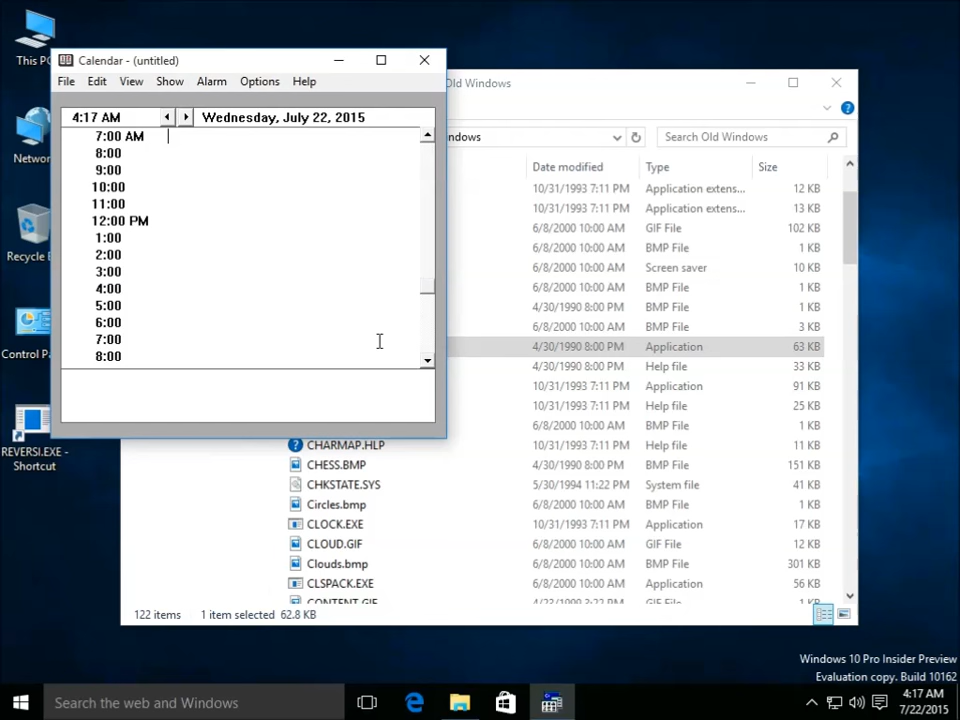 This PC
Network
Recycle B
Control Pa
REVERSI.EXE -
Shortcut
Calendar - (untitled)
File Edit View Show Alarm Options Help
4:17 AM Wednesday, July 22, 2015
7:00 AM
8:00
9:00
10:00
11:00
12:00 PM
1:00
2:00
3:00
4:00
5:00
6:00
7:00
8:00
Old Windows
ndows Search Old Windows
Date modified Type Size
10/31/1993 7:11 PM Application extens... 12 KB
10/31/1993 7:11 PM Application extens... 13 KB
6/8/2000 10:00 AM GIF File 102 KB
6/8/2000 10:00 AM BMP File 1 KB
6/8/2000 10:00 AM Screen saver 10 KB
6/8/2000 10:00 AM BMP File 1 KB
4/30/1990 8:00 PM BMP File 1 KB
6/8/2000 10:00 AM BMP File 3 KB
4/30/1990 8:00 PM Application 63 KB
4/30/1990 8:00 PM Help file 33 KB
10/31/1993 7:11 PM Application 91 KB
10/31/1993 7:11 PM Help file 25 KB
6/8/2000 10:00 AM BMP File 1 KB
CHARMAP.HLP 10/31/1993 7:11 PM Help file 11 KB
CHESS.BMP 4/30/1990 8:00 PM BMP File 151 KB
CHKSTATE.SYS 5/30/1994 11:22 PM System file 41 KB
Circles.bmp 6/8/2000 10:00 AM BMP File 1 KB
CLOCK.EXE 10/31/1993 7:11 PM Application 17 KB
CLOUD.GIF 6/8/2000 10:00 AM GIF File 12 KB
Clouds.bmp 6/8/2000 10:00 AM BMP File 301 KB
CLSPACK.EXE 6/8/2000 10:00 AM Application 56 KB
CONTENT.GIF 4/23/1990 3:22 PM GIF File 1 KB
122 items 1 item selected 62.8 KB
Windows 10 Pro Insider Preview
Evaluation copy. Build 10162
Search the web and Windows
4:17 AM
7/22/2015